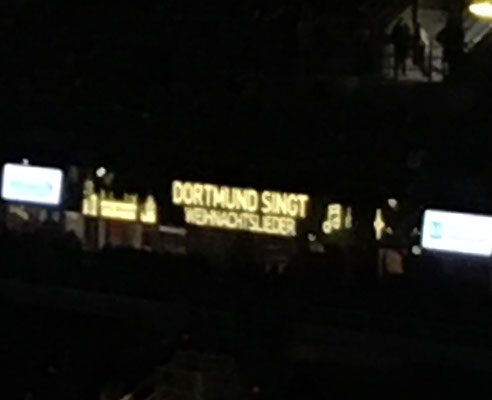 DORTMUND SINGT
WEIHNACHTSLIEDER